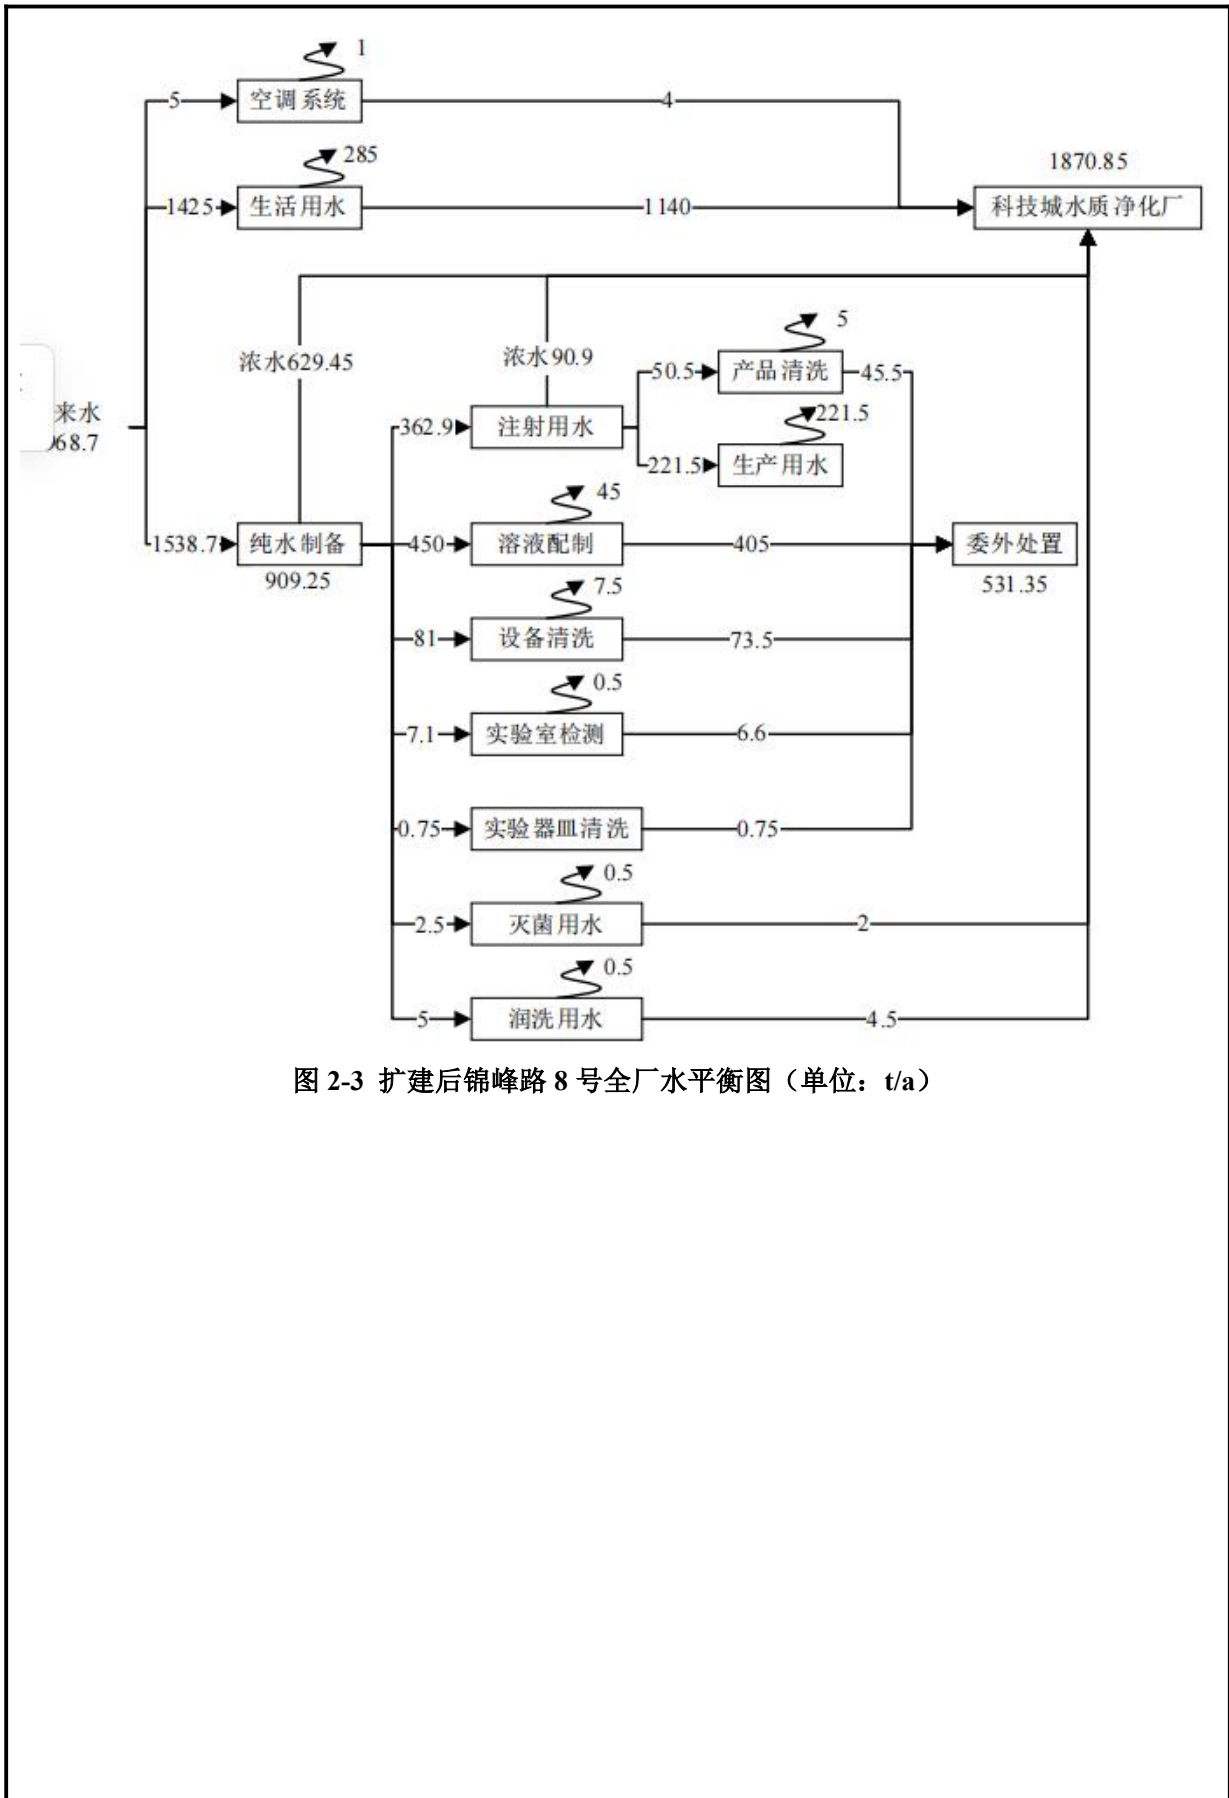 1
5
空调系统
4
285
1870.85
1425
生活用水
1140
科技城水质净化厂
5
浓水629.45
浓水90.9
50.5
产品清洗
45.5
来水
362.9
注射用水
221.5
68.7
221.5
生产用水
45
1538.7
纯水制备
450
溶液配制
405
委外处置
909.25
7.5
531.35
81
设备清洗
73.5
0.5
7.1
实验室检测
6.6
0.75
实验器皿清洗
0.75
0.5
2.5
灭菌用水
2
0.5
5
润洗用水
4.5
图 2-3 扩建后锦峰路 8 号全厂水平衡图（单位：t/a）